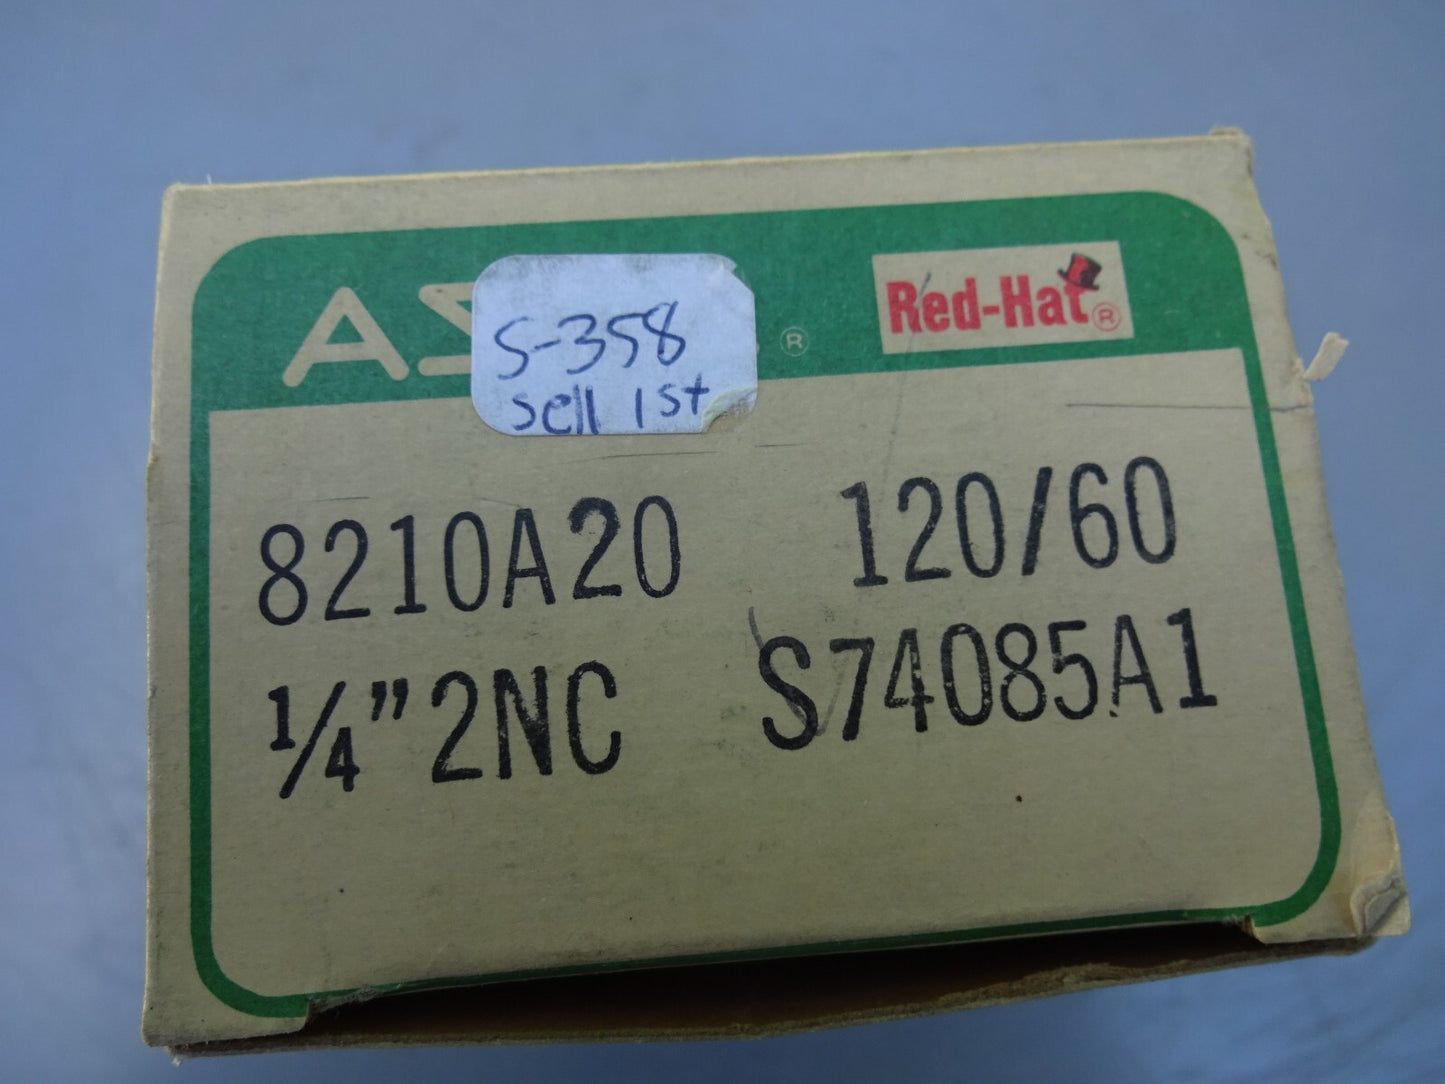 Red-Hat®
®
S-358
sell 1st
8210A20 120/60
¼" 2NC S74085A1